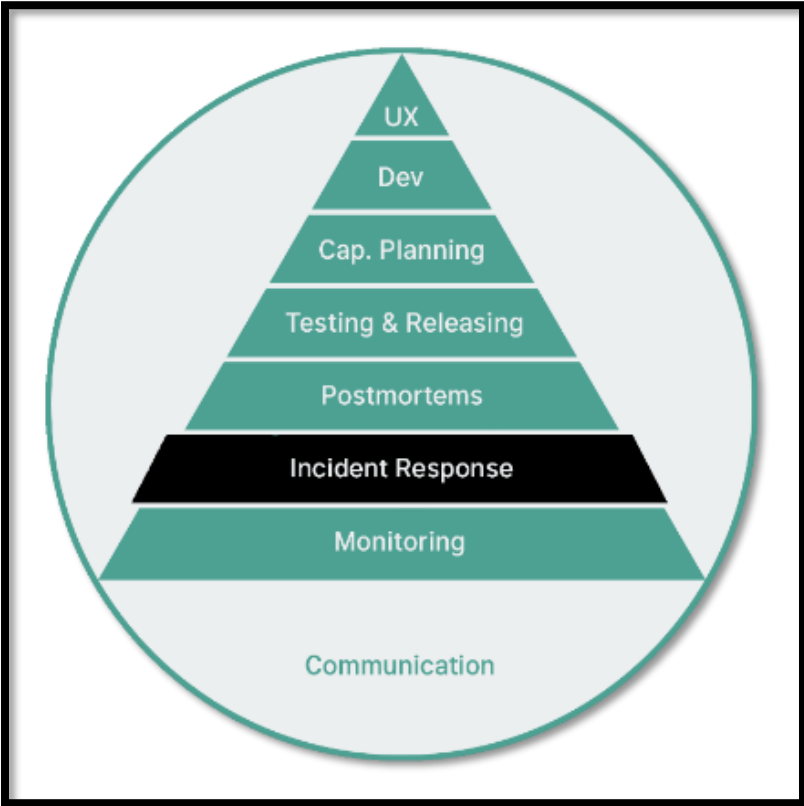 UX
Dev
Cap. Planning
Testing & Releasing
Postmortems
Incident Response
Monitoring
Communication